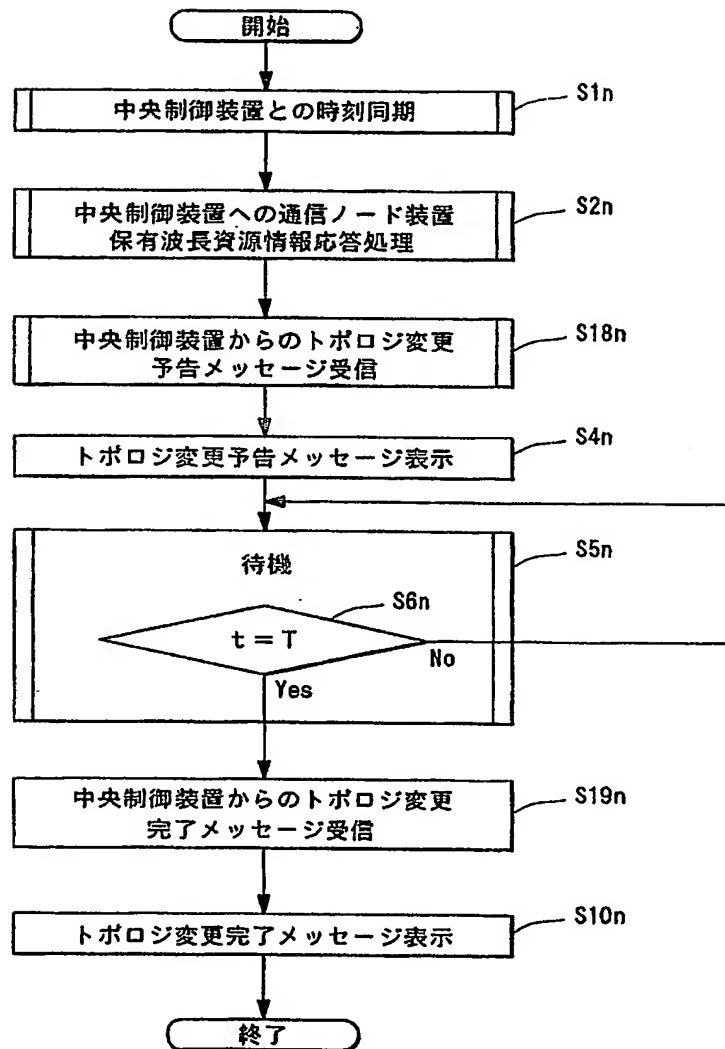 開始
中央制御装置との時刻同期
S1n
中央制御装置への通信ノード装置
保有波長資源情報応答処理
S2n
中央制御装置からのトポロジ変更
予告メッセージ受信
S18n
トポロジ変更予告メッセージ表示
S4n
待機
S5n
S6n
t=T
No
Yes
中央制御装置からのトポロジ変更
完了メッセージ受信
S19n
トポロジ変更完了メッセージ表示
S10n
終了